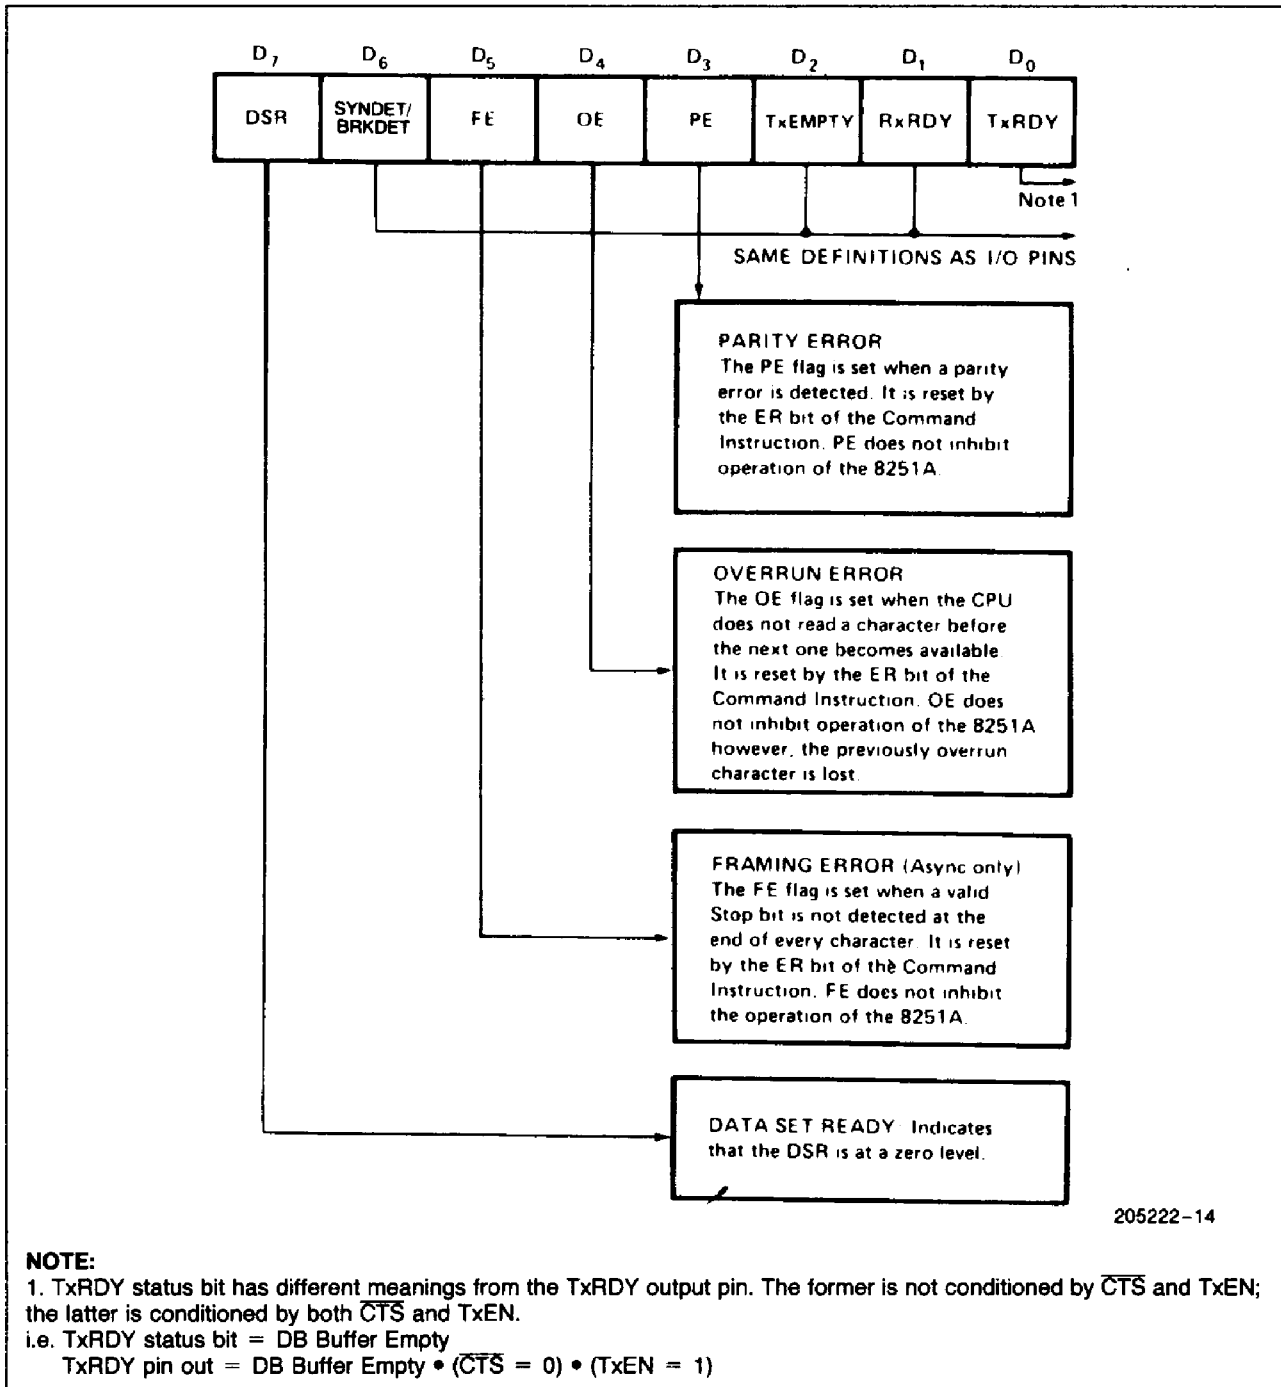 D7 D6 D5 D4 D3 D2 D1 D0
DSR SYNDET/ BRKDET FE OE PE TxEMPTY RxRDY TxRDY
Note 1
SAME DEFINITIONS AS I/O PINS
PARITY ERROR
The PE flag is set when a parity
error is detected. It is reset by
the ER bit of the Command
Instruction. PE does not inhibit
operation of the 8251A.
OVERRUN ERROR
The OE flag is set when the CPU
does not read a character before
the next one becomes available
It is reset by the ER bit of the
Command Instruction. OE does
not inhibit operation of the 8251A
however, the previously overrun
character is lost.
FRAMING ERROR (Async only)
The FE flag is set when a valid
Stop bit is not detected at the
end of every character. It is reset
by the ER bit of the Command
Instruction. FE does not inhibit
the operation of the 8251A.
DATA SET READY Indicates
that the DSR is at a zero level.
205222-14
NOTE:
1. TxRDY status bit has different meanings from the TxRDY output pin. The former is not conditioned by C̅T̅S̅ and TxEN;
the latter is conditioned by both C̅T̅S̅ and TxEN.
i.e. TxRDY status bit = DB Buffer Empty
TxRDY pin out = DB Buffer Empty • (C̅T̅S̅ = 0) • (TxEN = 1)